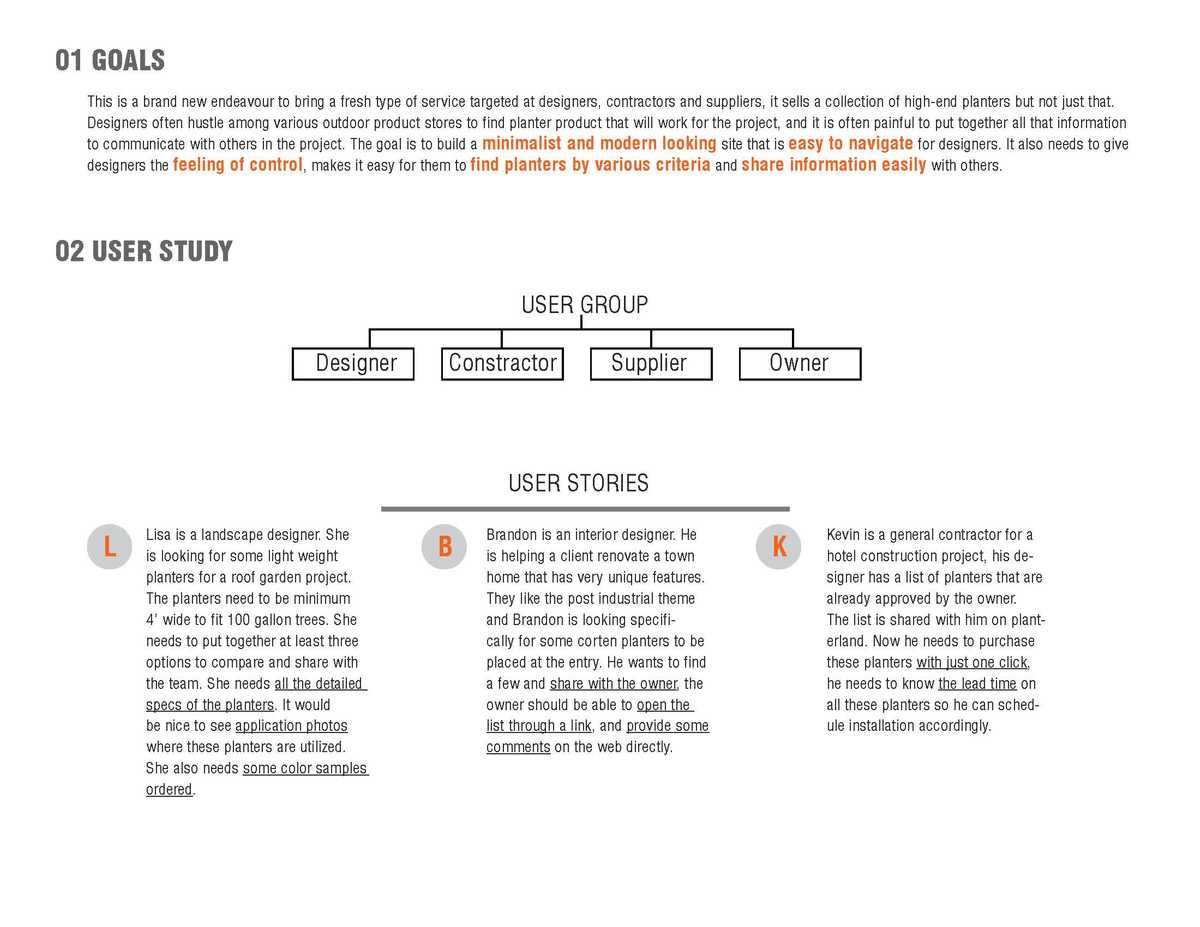 01 GOALS
This is a brand new endeavour to bring a fresh type of service targeted at designers, contractors and suppliers, it sells a collection of high-end planters but not just that.
Designers often hustle among various outdoor product stores to find planter product that will work for the project, and it is often painful to put together all that information
to communicate with others in the project. The goal is to build a minimalist and modern looking site that is easy to navigate for designers. It also needs to give
designers the feeling of control, makes it easy for them to find planters by various criteria and share information easily with others.
02 USER STUDY
USER GROUP
Designer
Constractor
Supplier
Owner
USER STORIES
L
Lisa is a landscape designer. She
is looking for some light weight
planters for a roof garden project.
The planters need to be minimum
4' wide to fit 100 gallon trees. She
needs to put together at least three
options to compare and share with
the team. She needs all the detailed
specs of the planters. It would
be nice to see application photos
where these planters are utilized.
She also needs some color samples
ordered.
B
Brandon is an interior designer. He
is helping a client renovate a town
home that has very unique features.
They like the post industrial theme
and Brandon is looking specifi-
cally for some corten planters to be
placed at the entry. He wants to find
a few and share with the owner, the
owner should be able to open the
list through a link, and provide some
comments on the web directly.
K
Kevin is a general contractor for a
hotel construction project, his de-
signer has a list of planters that are
already approved by the owner.
The list is shared with him on plant-
erland. Now he needs to purchase
these planters with just one click,
he needs to know the lead time on
all these planters so he can sched-
ule installation accordingly.